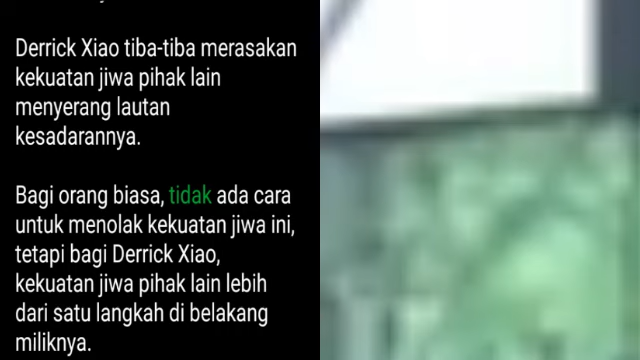 Derrick Xiao tiba-tiba merasakan
kekuatan jiwa pihak lain
menyerang lautan
kesadarannya.
Bagi orang biasa, tidak ada cara
untuk menolak kekuatan jiwa ini,
tetapi bagi Derrick Xiao,
kekuatan jiwa pihak lain lebih
dari satu langkah di belakang
miliknya.